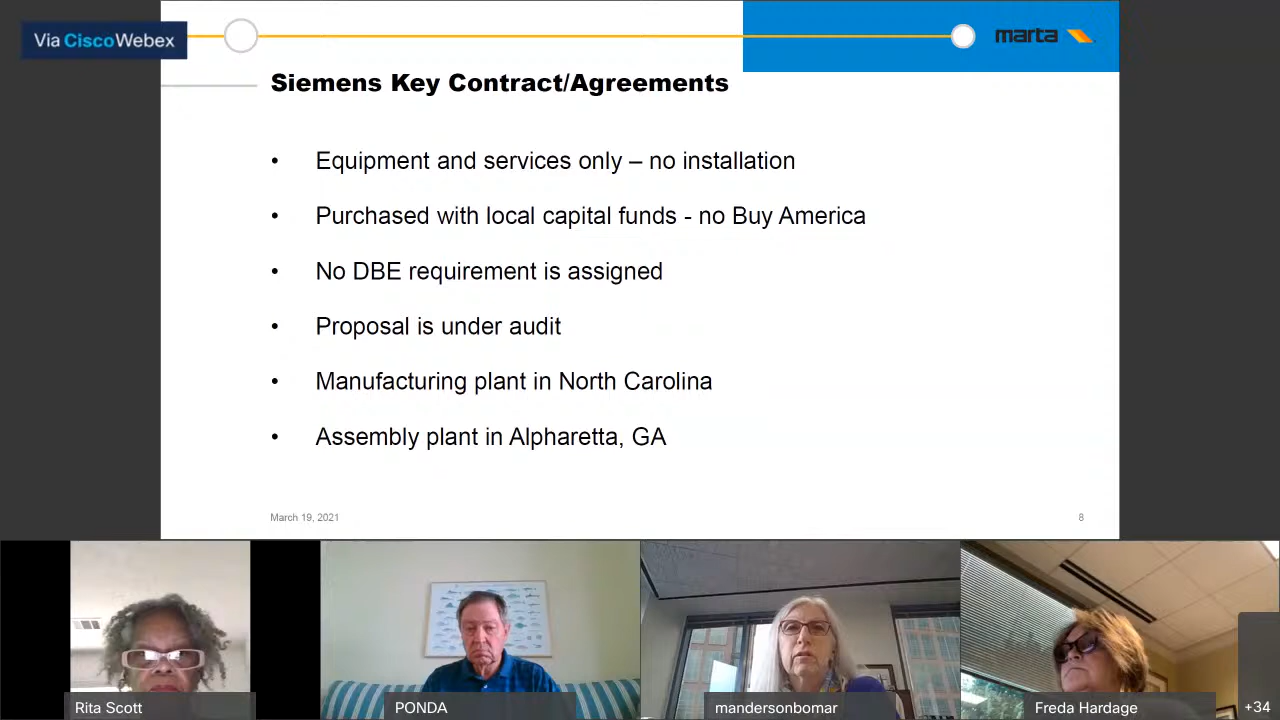 Via CiscoWebex
marta
Siemens Key Contract/Agreements
• Equipment and services only – no installation
• Purchased with local capital funds - no Buy America
• No DBE requirement is assigned
• Proposal is under audit
• Manufacturing plant in North Carolina
• Assembly plant in Alpharetta, GA
March 19, 2021
8
Rita Scott
PONDA
mandersonbomar
Freda Hardage
+34